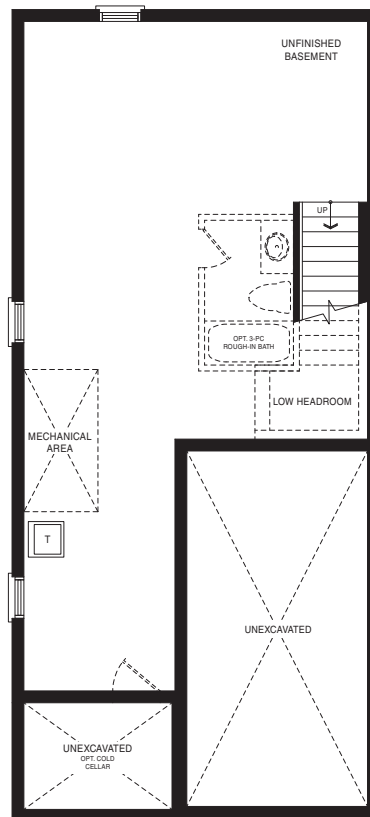 UNFINISHED
BASEMENT
UP
OPT. 3-PC
ROUGH-IN BATH
LOW HEADROOM
MECHANICAL
AREA
T
UNEXCAVATED
UNEXCAVATED
OPT. COLD
CELLAR